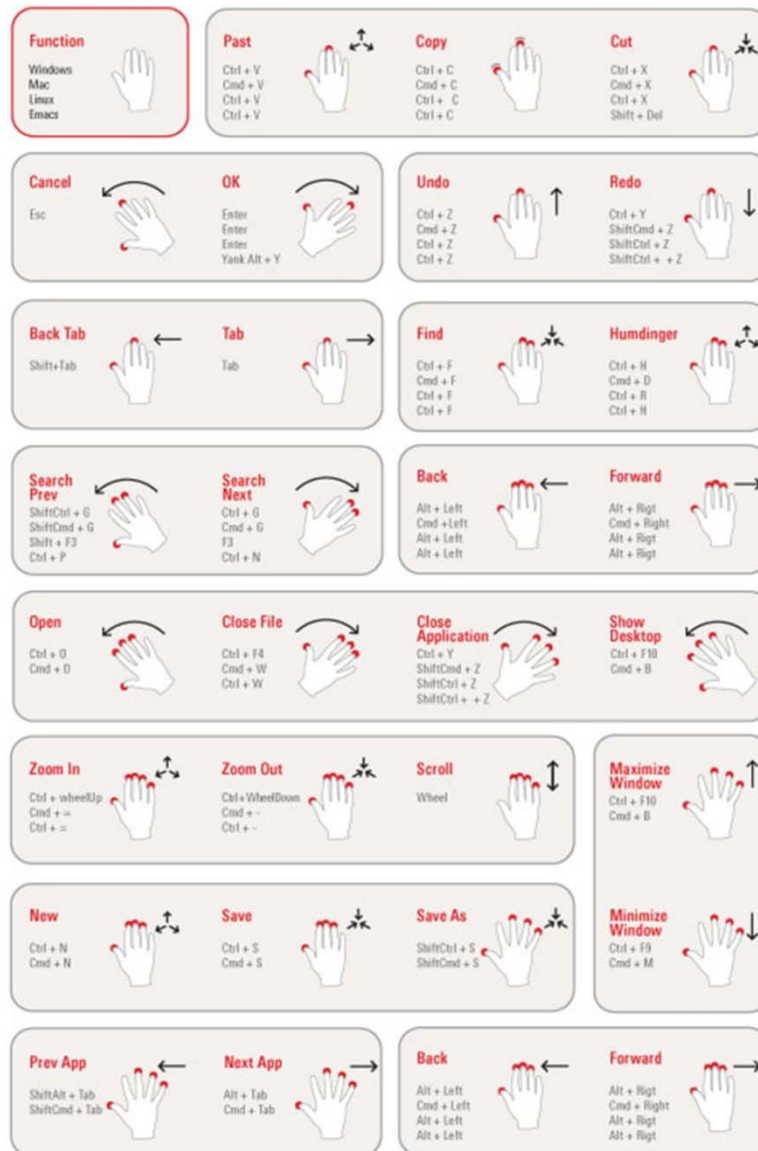 Function
Windows
Mac
Linux
Emacs
Past
Ctrl + V
Cmd + V
Ctrl + V
Ctrl + V
Copy
Ctrl + C
Cmd + C
Ctrl + C
Ctrl + C
Cut
Ctrl + X
Cmd + X
Ctrl + X
Shift + Del
Cancel
Esc
OK
Enter
Enter
Enter
Yank Alt + Y
Undo
Ctrl + Z
Cmd + Z
Ctrl + Z
Ctrl + Z
Redo
Ctrl + Y
ShiftCmd + Z
ShiftCtrl + Z
ShiftCtrl + + Z
Back Tab
Shift+Tab
Tab
Tab
Find
Ctrl + F
Cmd + F
Ctrl + F
Ctrl + F
Humdinger
Ctrl + H
Cmd + D
Ctrl + R
Ctrl + H
Search
Prev
ShiftCtrl + G
ShiftCmd + G
Shift + F3
Ctrl + P
Search
Next
Ctrl + G
Cmd + G
F3
Ctrl + N
Back
Alt + Left
Cmd +Left
Alt + Left
Alt + Left
Forward
Alt + Rigt
Cmd + Right
Alt + Rigt
Alt + Rigt
Open
Ctrl + O
Cmd + O
Close File
Ctrl + F4
Cmd + W
Ctrl + W
Close
Application
Ctrl + Y
ShiftCmd + Z
ShiftCtrl + Z
ShiftCtrl + + Z
Show
Desktop
Ctrl + F10
Cmd + B
Zoom In
Ctrl + wheelUp
Cmd + =
Ctrl + =
Zoom Out
Ctrl+WheelDown
Cmd + -
Ctrl + -
Scroll
Wheel
Maximize
Window
Ctrl + F10
Cmd + B
New
Ctrl + N
Cmd + N
Save
Ctrl + S
Cmd + S
Save As
ShiftCtrl + S
ShiftCmd + S
Minimize
Window
Ctrl + F9
Cmd + M
Prev App
ShiftAlt + Tab
ShiftCmd + Tab
Next App
Alt + Tab
Cmd + Tab
Back
Alt + Left
Cmd + Left
Alt + Left
Alt + Left
Forward
Alt + Rigt
Cmd + Right
Alt + Rigt
Alt + Rigt